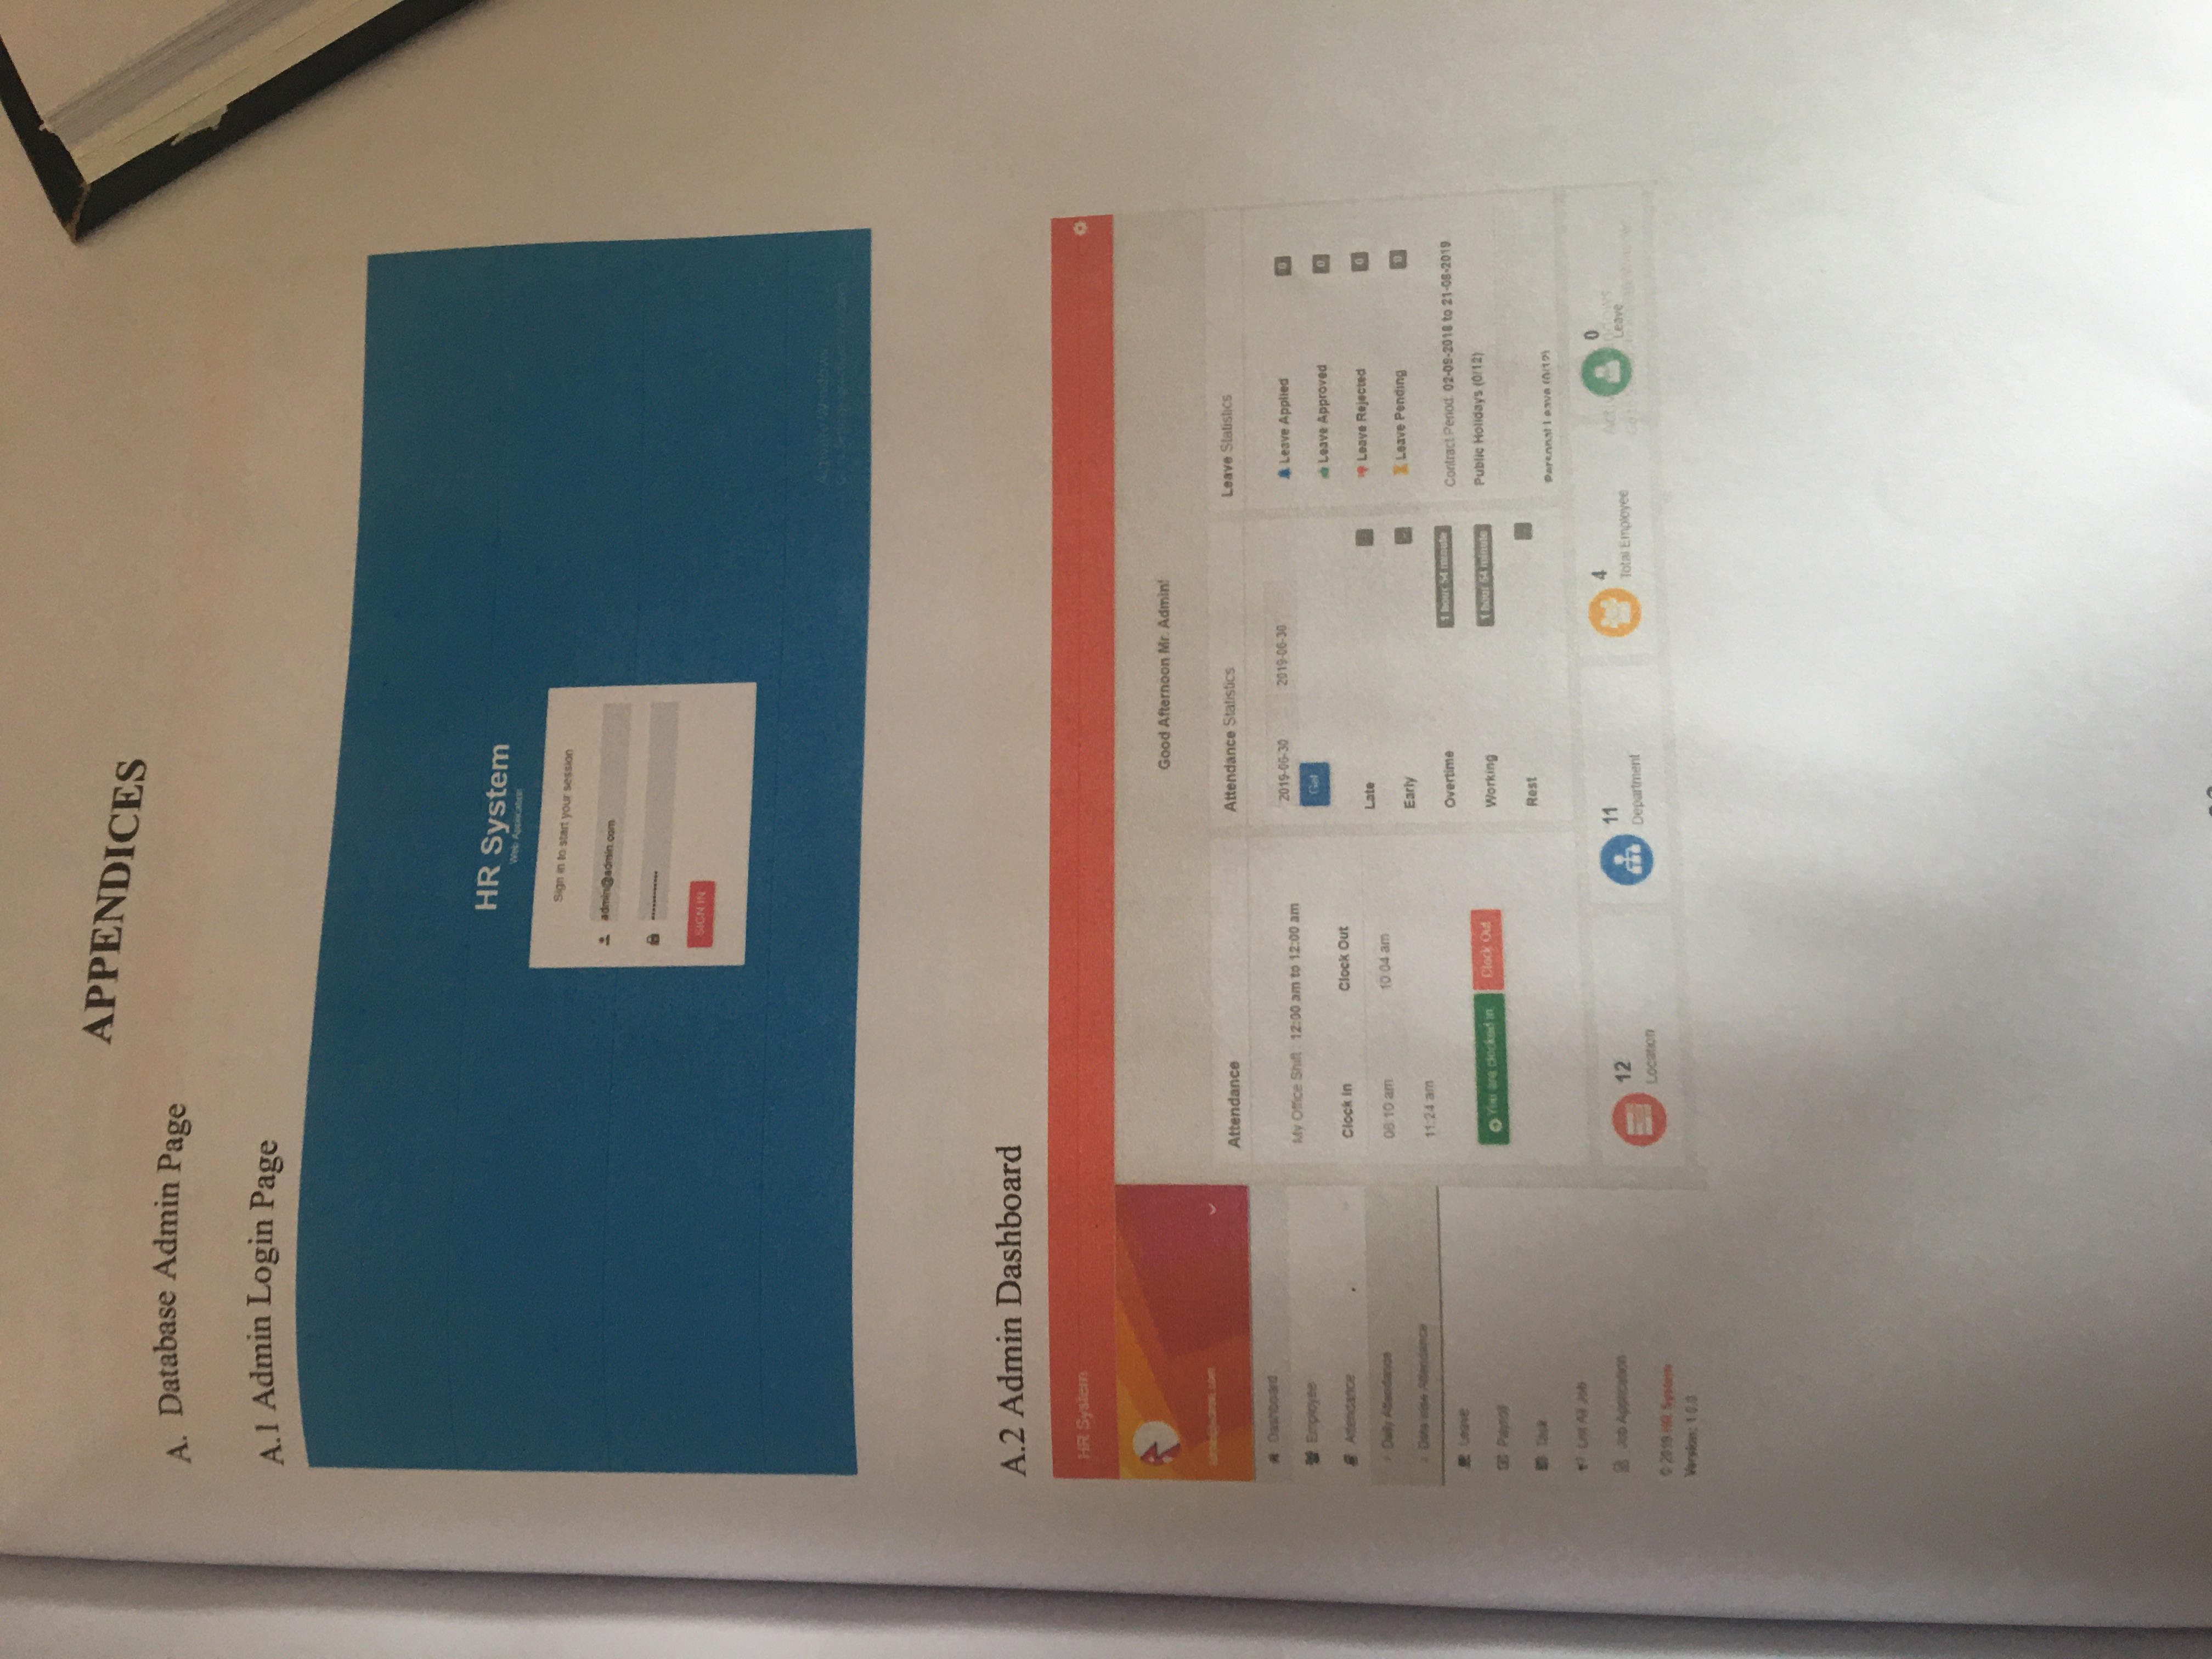 APPENDICES
A. Database Admin Page
A.1 Admin Login Page
HR System
Web Application
Sign in to start your session
admin@admin.com
SIGN IN
Activate Windows
A.2 Admin Dashboard
HR System
Good Afternoon Mr. Admin!
admin@admin.com
Dashboard
Employee
Attendance
Daily Attendance
Date wise Attendance
Leave
Payroll
Task
List All Job
Job Application
© 2019 HR System
Version: 1.0.0
Attendance
My Office Shift : 12:00 am to 12:00 am
Clock In Clock Out
06:10 am 10:04 am
11:24 am
You are clocked in Clock Out
Attendance Statistics
2019-06-30 2019-06-30
Get
Late
Early
Overtime 1 hour 54 minute
Working 1 hour 54 minute
Rest
Leave Statistics
Leave Applied 0
Leave Approved 0
Leave Rejected 0
Leave Pending 0
Contract Period: 02-09-2018 to 21-08-2019
Public Holidays (0/12)
Personal Leave (0/12)
12
Location
11
Department
4
Total Employee
0
Leave